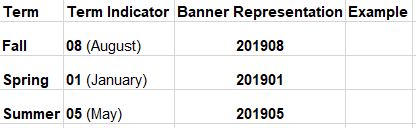 Term Term Indicator Banner Representation Example
Fall 08 (August) 201908
Spring 01 (January) 201901
Summer 05 (May) 201905